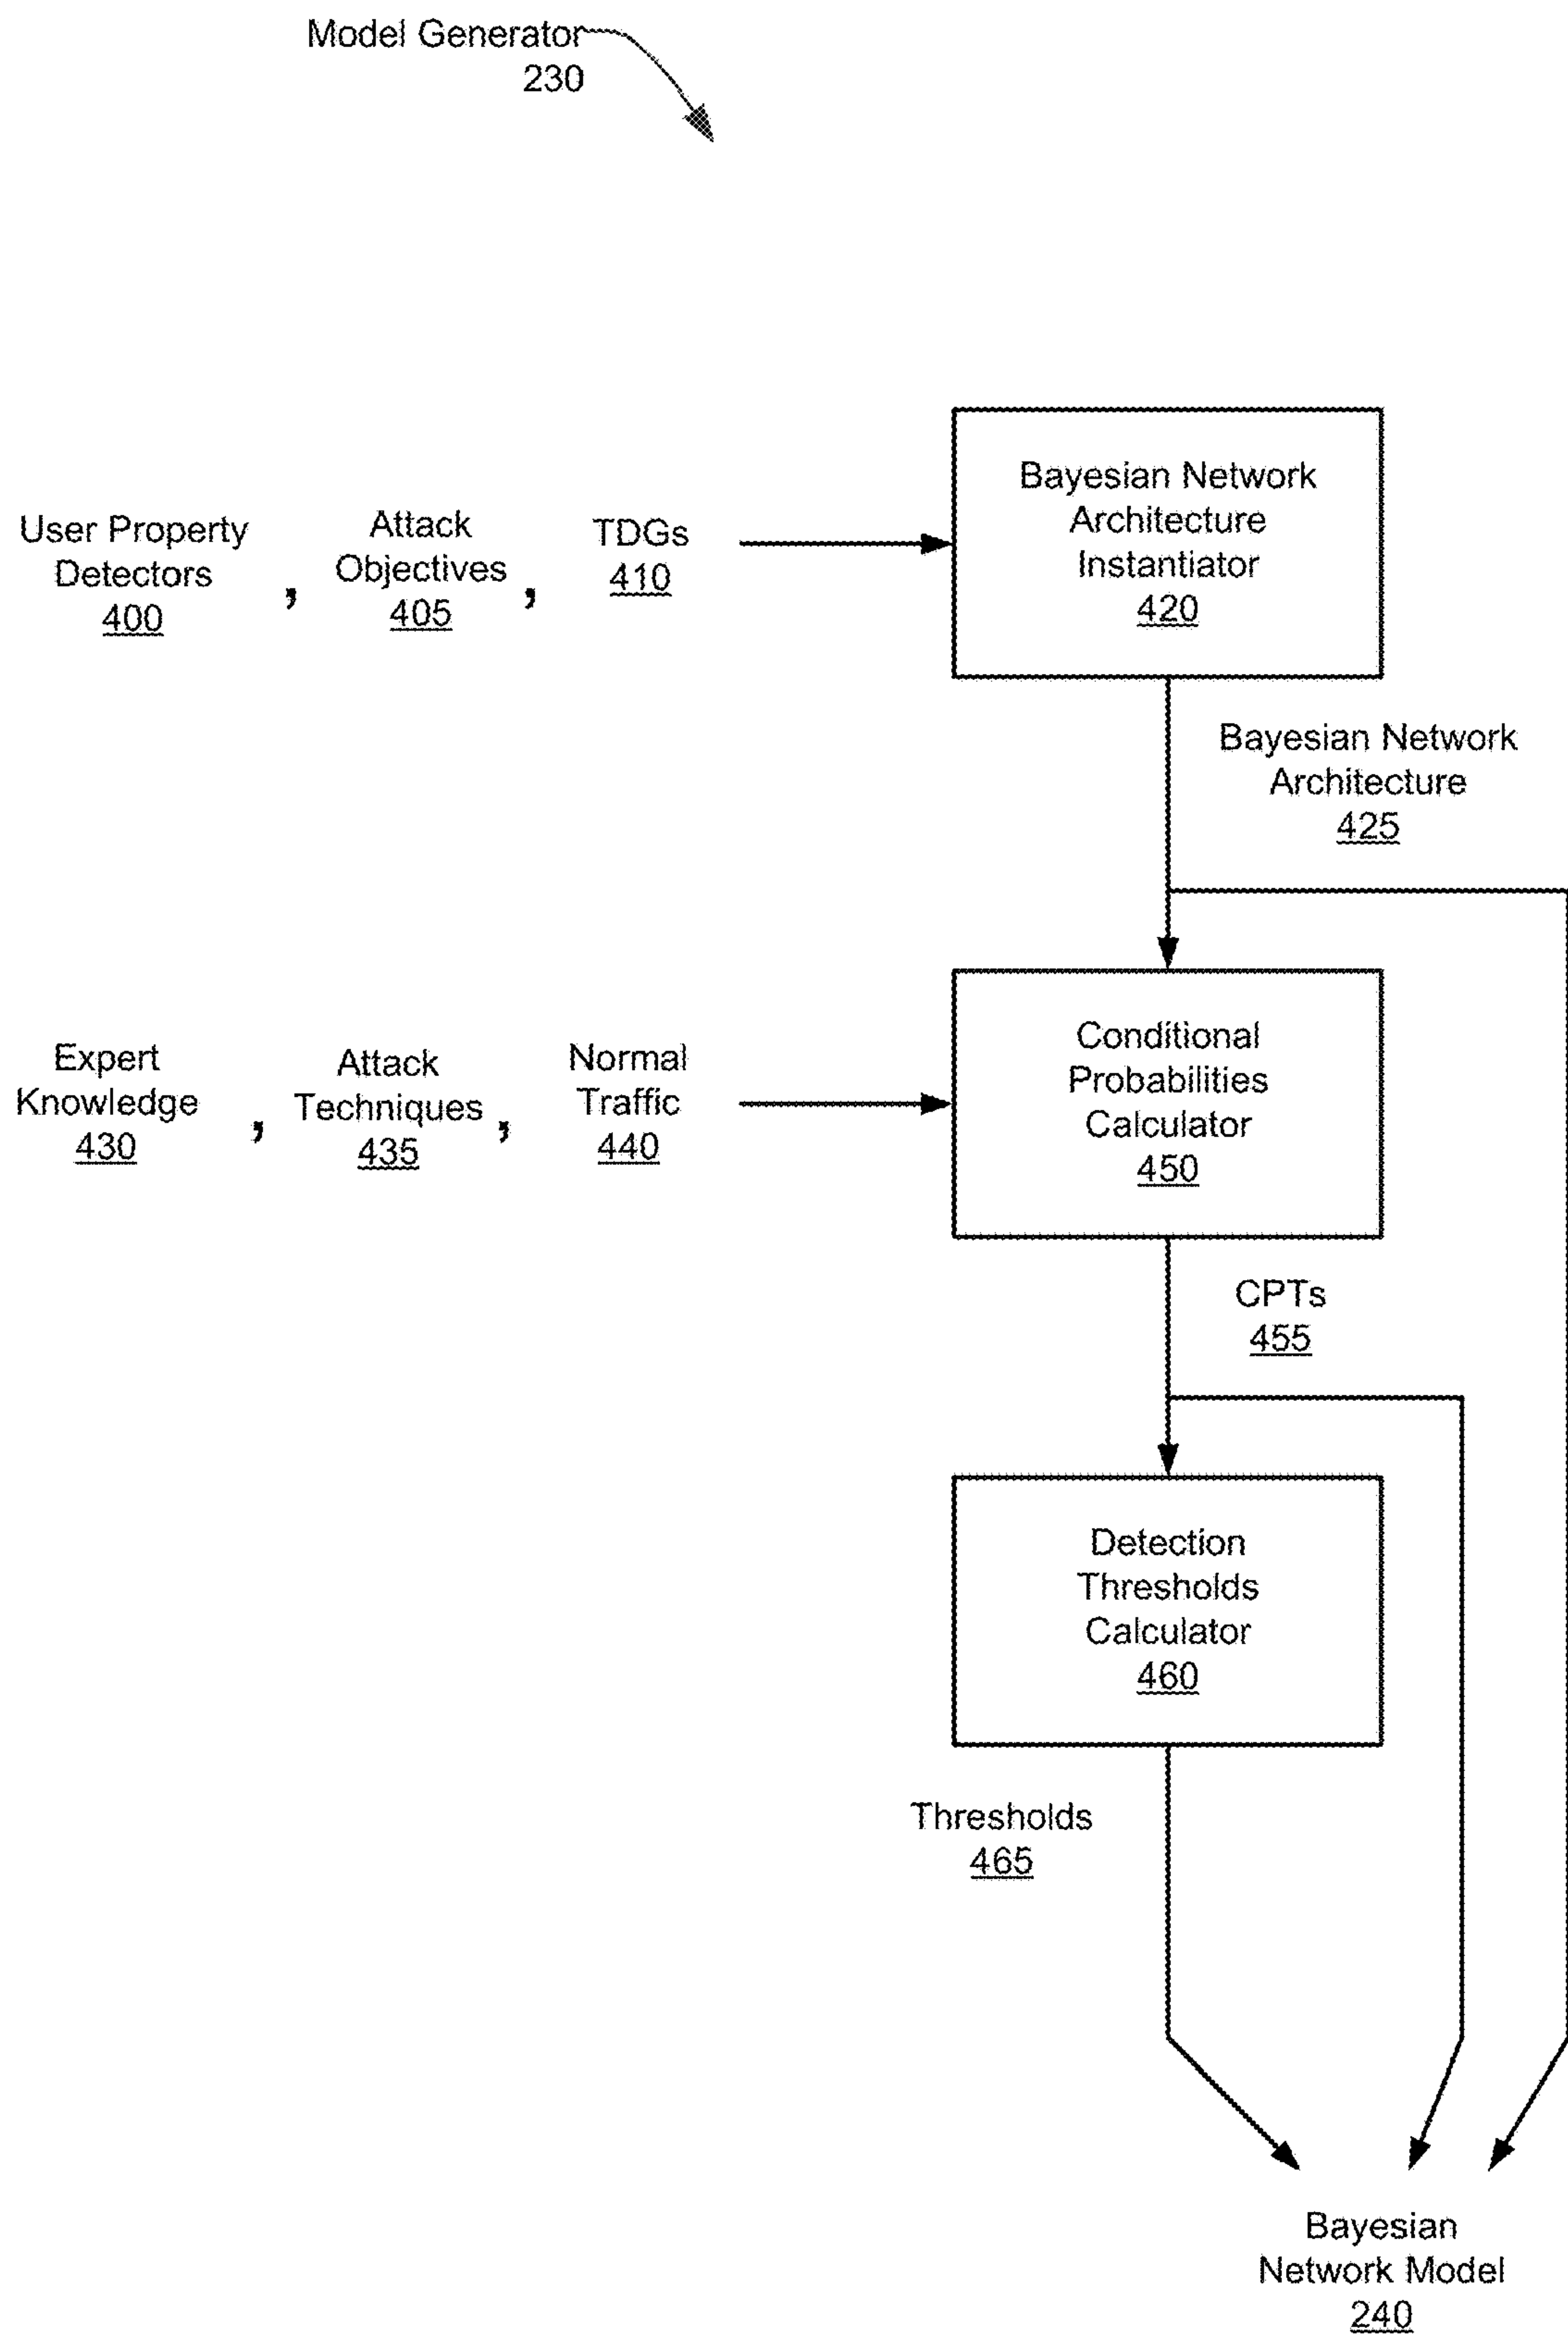 Model Generator
230
Bayesian Network
Architecture
Instantiator
420
User Property
Detectors
400
,
Attack
Objectives
405
,
TDGs
410
Bayesian Network
Architecture
425
Expert
Knowledge
430
,
Attack
Techniques
435
,
Normal
Traffic
440
Conditional
Probabilities
Calculator
450
CPTs
455
Detection
Thresholds
Calculator
460
Thresholds
465
Bayesian
Network Model
240